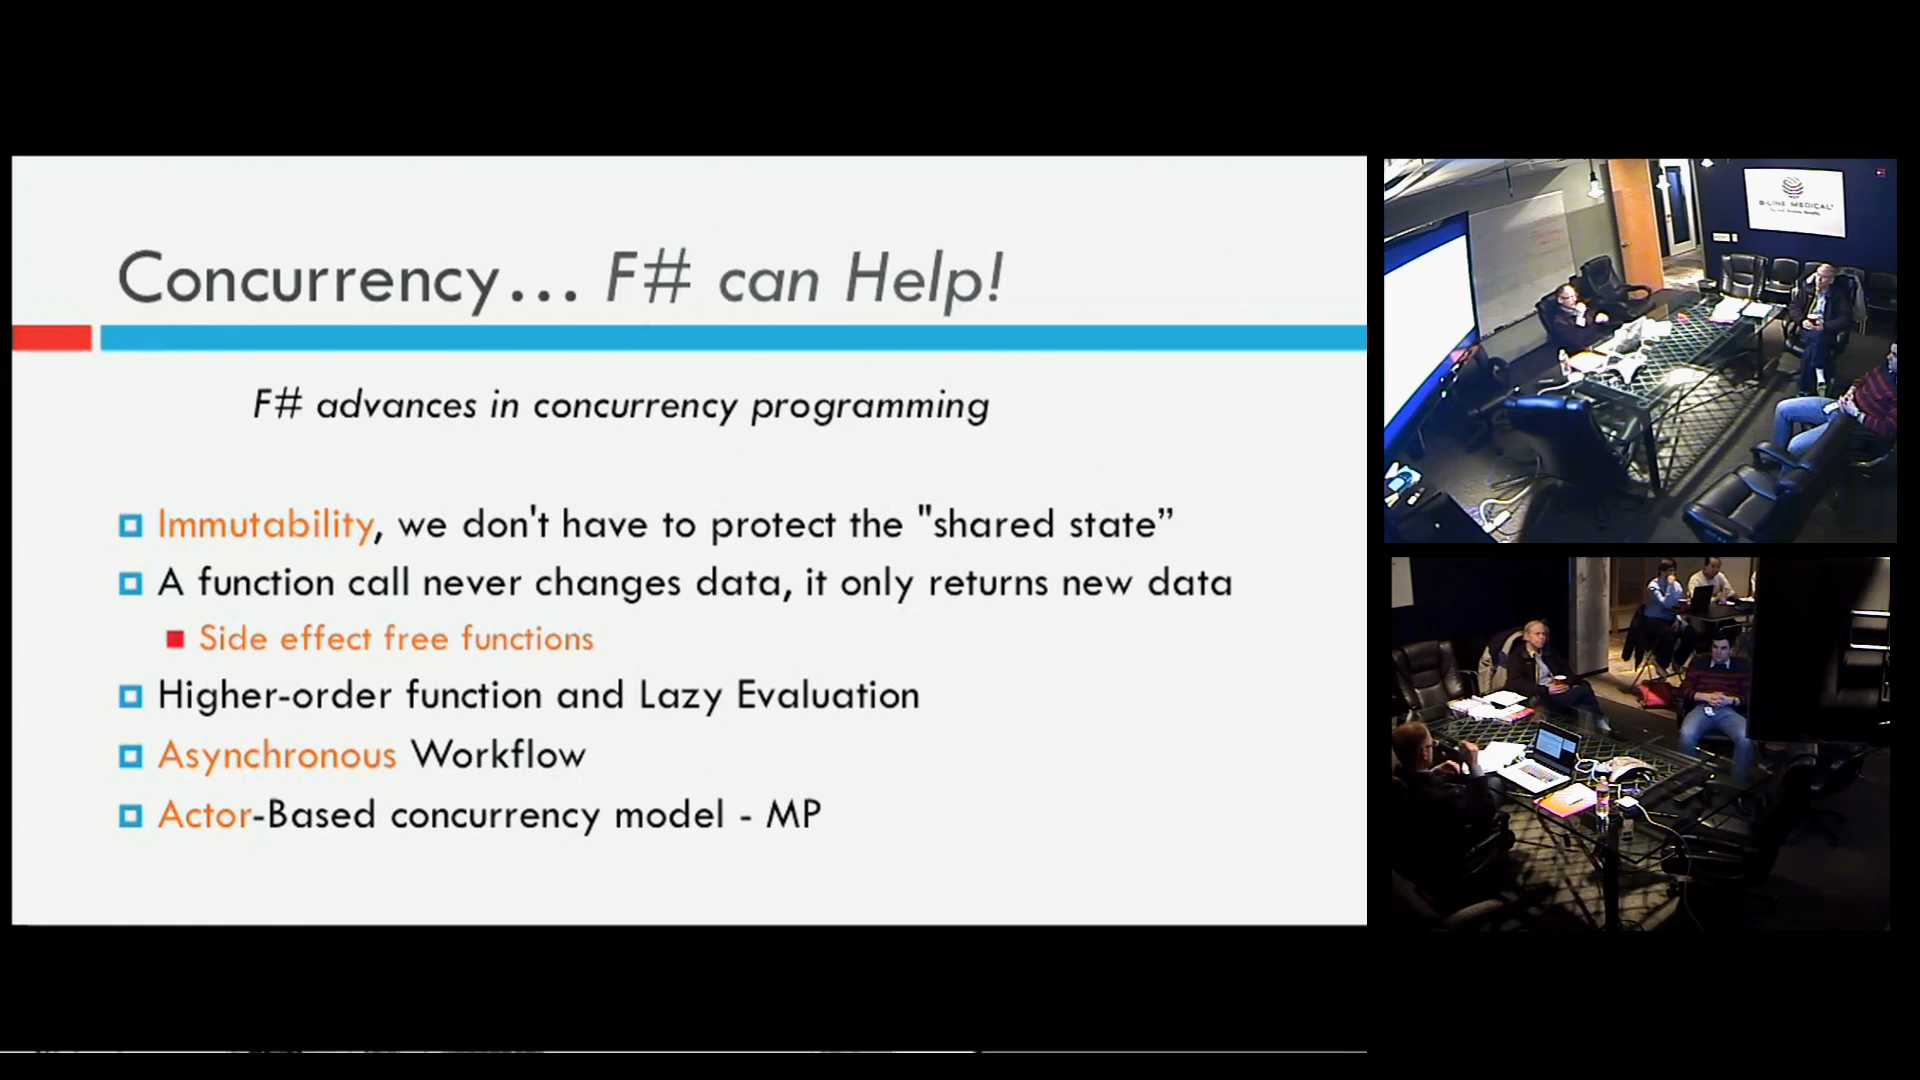 Concurrency... F# can Help!
F# advances in concurrency programming
Immutability, we don't have to protect the "shared state”
A function call never changes data, it only returns new data
Side effect free functions
Higher-order function and Lazy Evaluation
Asynchronous Workflow
Actor-Based concurrency model - MP
B-LINE MEDICAL